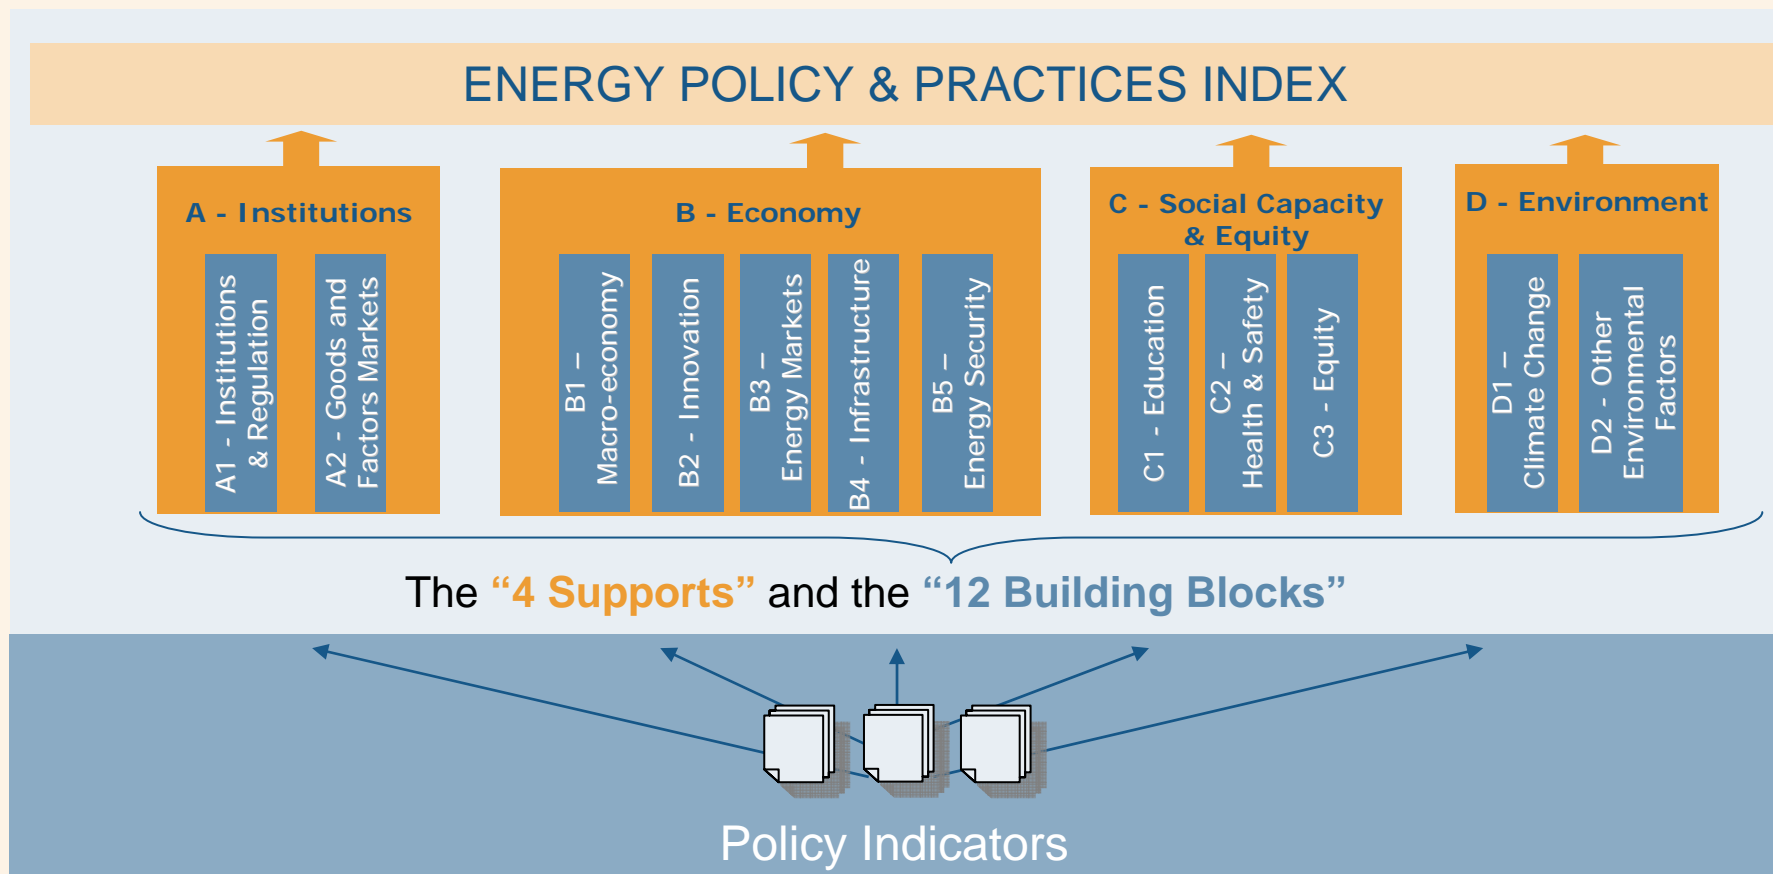 ENERGY POLICY & PRACTICES INDEX
A - Institutions
A1 - Institutions
& Regulation
A2 - Goods and
Factors Markets
B - Economy
B1 –
Macro-economy
B2 - Innovation
B3 –
Energy Markets
B4 - Infrastructure
B5 –
Energy Security
C - Social Capacity
& Equity
C1 - Education
C2 –
Health & Safety
C3 - Equity
D - Environment
D1 –
Climate Change
D2 - Other
Environmental
Factors
The “4 Supports” and the “12 Building Blocks”
Policy Indicators